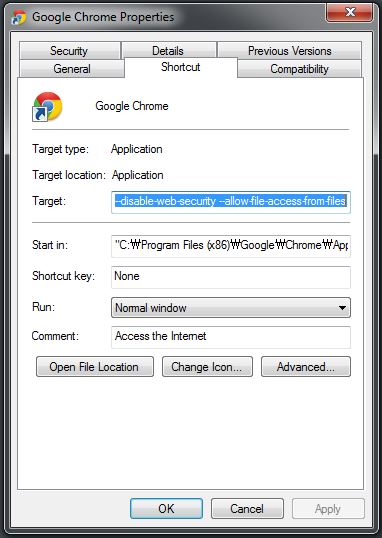 Google Chrome Properties
Security Details Previous Versions
General Shortcut Compatibility
Google Chrome
Target type: Application
Target location: Application
Target: --disable-web-security --allow-file-access-from-files
Start in: "C:₩Program Files (x86)₩Google₩Chrome₩App
Shortcut key: None
Run: Normal window
Comment: Access the Internet
Open File Location Change Icon... Advanced...
OK Cancel Apply